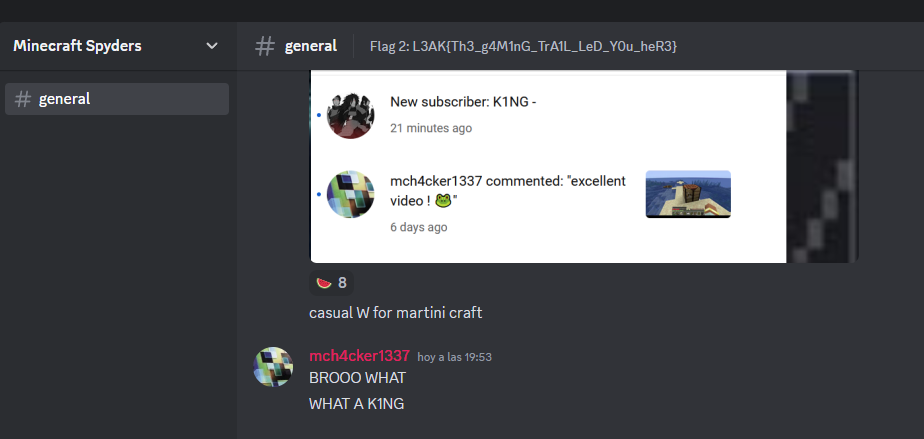 Minecraft Spyders
# general
Flag 2: L3AK{Th3_g4M1nG_TrA1L_LeD_Y0u_heR3}
# general
New subscriber: K1NG -
21 minutes ago
mch4cker1337 commented: "excellent
video ! 🐸"
6 days ago
🍉 8
casual W for martini craft
mch4cker1337 hoy a las 19:53
BROOO WHAT
WHAT A K1NG